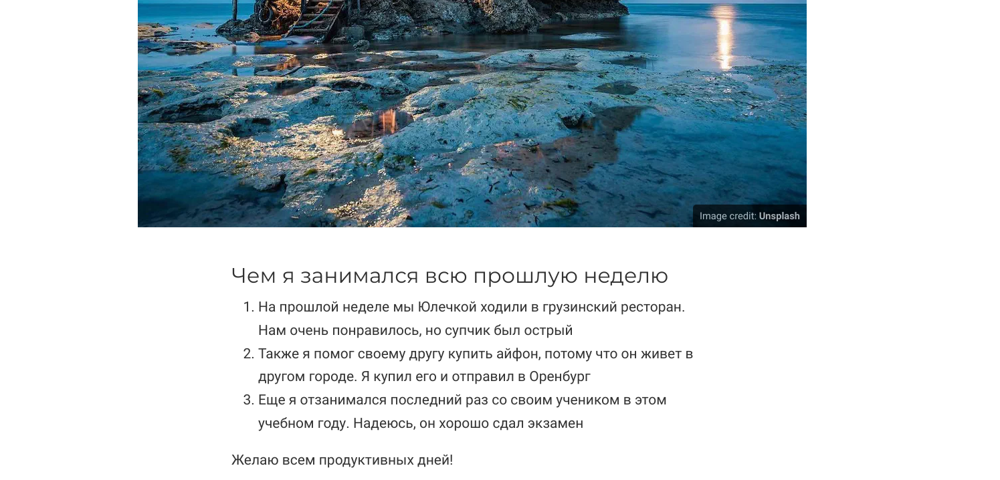 Image credit: Unsplash
Чем я занимался всю прошлую неделю
1. На прошлой неделе мы Юлечкой ходили в грузинский ресторан.
Нам очень понравилось, но супчик был острый
2. Также я помог своему другу купить айфон, потому что он живет в
другом городе. Я купил его и отправил в Оренбург
3. Еще я отзанимался последний раз со своим учеником в этом
учебном году. Надеюсь, он хорошо сдал экзамен
Желаю всем продуктивных дней!